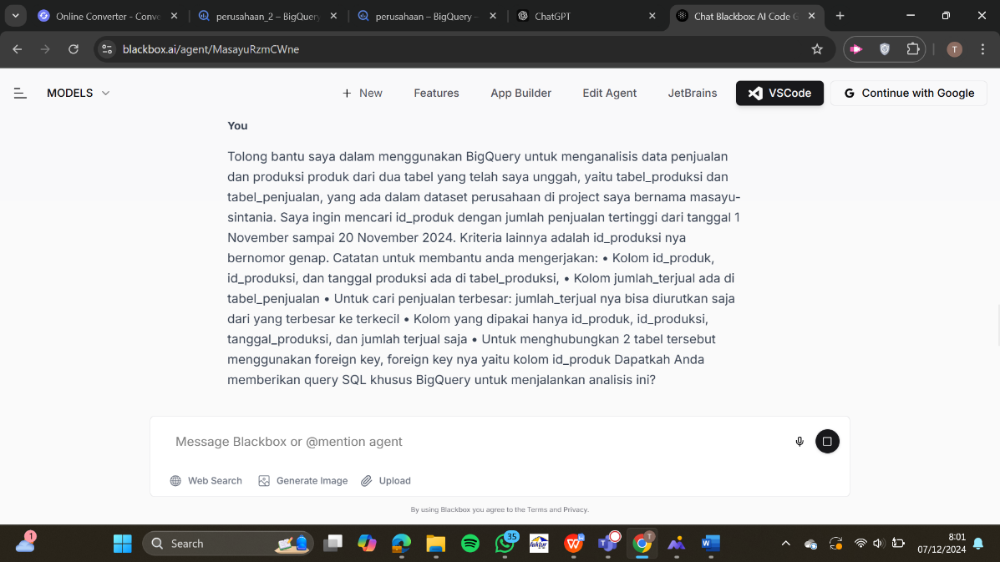 Online Converter - Conve
perusahaan_2 – BigQuery
perusahaan – BigQuery –
ChatGPT
Chat Blackbox: AI Code G
blackbox.ai/agent/MasayuRzmCWne
T
MODELS
+ New
Features
App Builder
Edit Agent
JetBrains
VSCode
G Continue with Google
You
Tolong bantu saya dalam menggunakan BigQuery untuk menganalisis data penjualan
dan produksi produk dari dua tabel yang telah saya unggah, yaitu tabel_produksi dan
tabel_penjualan, yang ada dalam dataset perusahaan di project saya bernama masayu-
sintania. Saya ingin mencari id_produk dengan jumlah penjualan tertinggi dari tanggal 1
November sampai 20 November 2024. Kriteria lainnya adalah id_produksi nya
bernomor genap. Catatan untuk membantu anda mengerjakan: • Kolom id_produk,
id_produksi, dan tanggal produksi ada di tabel_produksi, • Kolom jumlah_terjual ada di
tabel_penjualan • Untuk cari penjualan terbesar: jumlah_terjual nya bisa diurutkan saja
dari yang terbesar ke terkecil • Kolom yang dipakai hanya id_produk, id_produksi,
tanggal_produksi, dan jumlah terjual saja • Untuk menghubungkan 2 tabel tersebut
menggunakan foreign key, foreign key nya yaitu kolom id_produk Dapatkah Anda
memberikan query SQL khusus BigQuery untuk menjalankan analisis ini?
Message Blackbox or @mention agent
Web Search
Generate Image
Upload
By using Blackbox you agree to the Terms and Privacy.
1
Search
35
8:01
07/12/2024